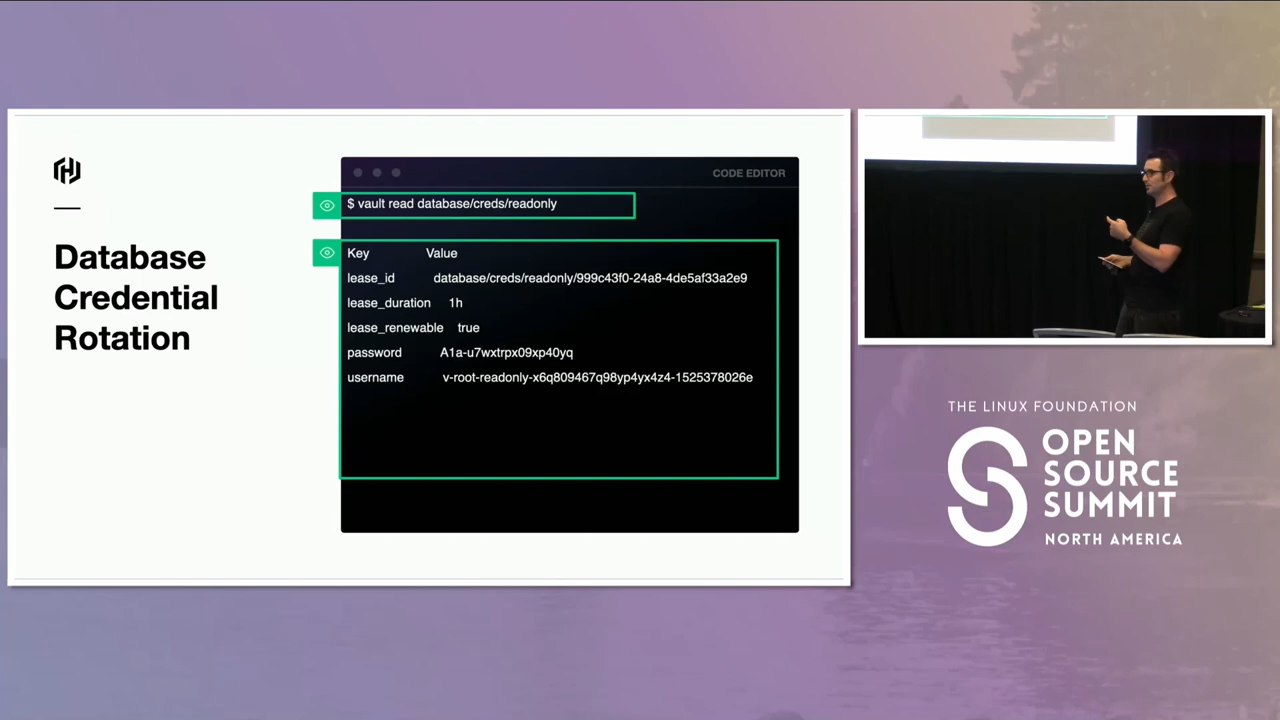 Database
Credential
Rotation
CODE EDITOR
$ vault read database/creds/readonly
Key Value
lease_id database/creds/readonly/999c43f0-24a8-4de5af33a2e9
lease_duration 1h
lease_renewable true
password A1a-u7wxtrpx09xp40yq
username v-root-readonly-x6q809467q98yp4yx4z4-1525378026e
THE LINUX FOUNDATION
OPEN
SOURCE
SUMMIT
NORTH AMERICA